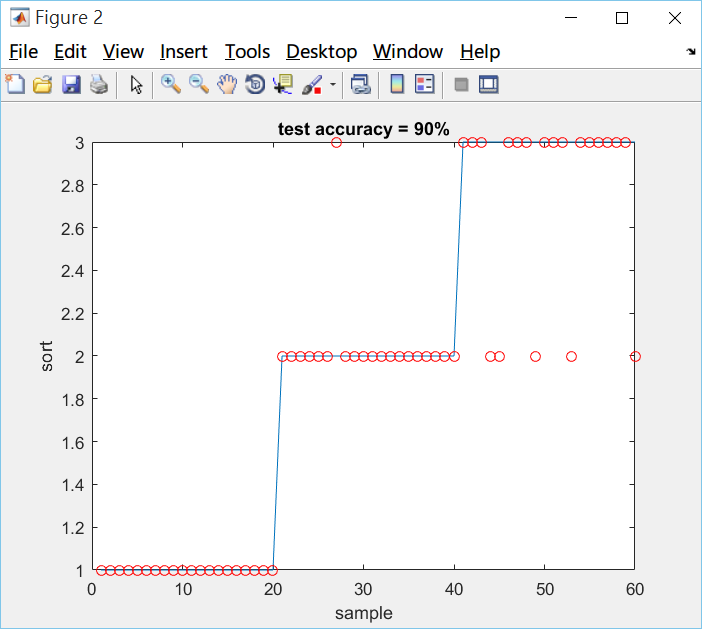 Figure 2
File Edit View Insert Tools Desktop Window Help
test accuracy = 90%
3
2.8
2.6
2.4
2.2
2
1.8
1.6
1.4
1.2
1
sort
0 10 20 30 40 50 60
sample